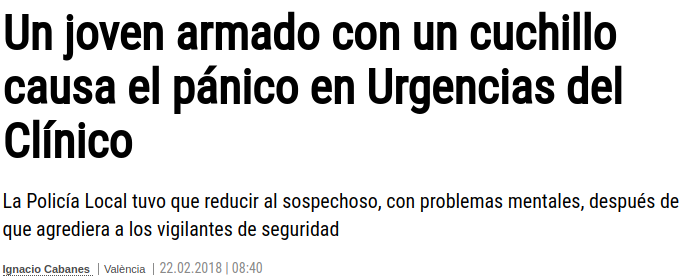 Un joven armado con un cuchillo
causa el pánico en Urgencias del
Clínico
La Policía Local tuvo que reducir al sospechoso, con problemas mentales, después de
que agrediera a los vigilantes de seguridad
Ignacio Cabanes | València | 22.02.2018 | 08:40